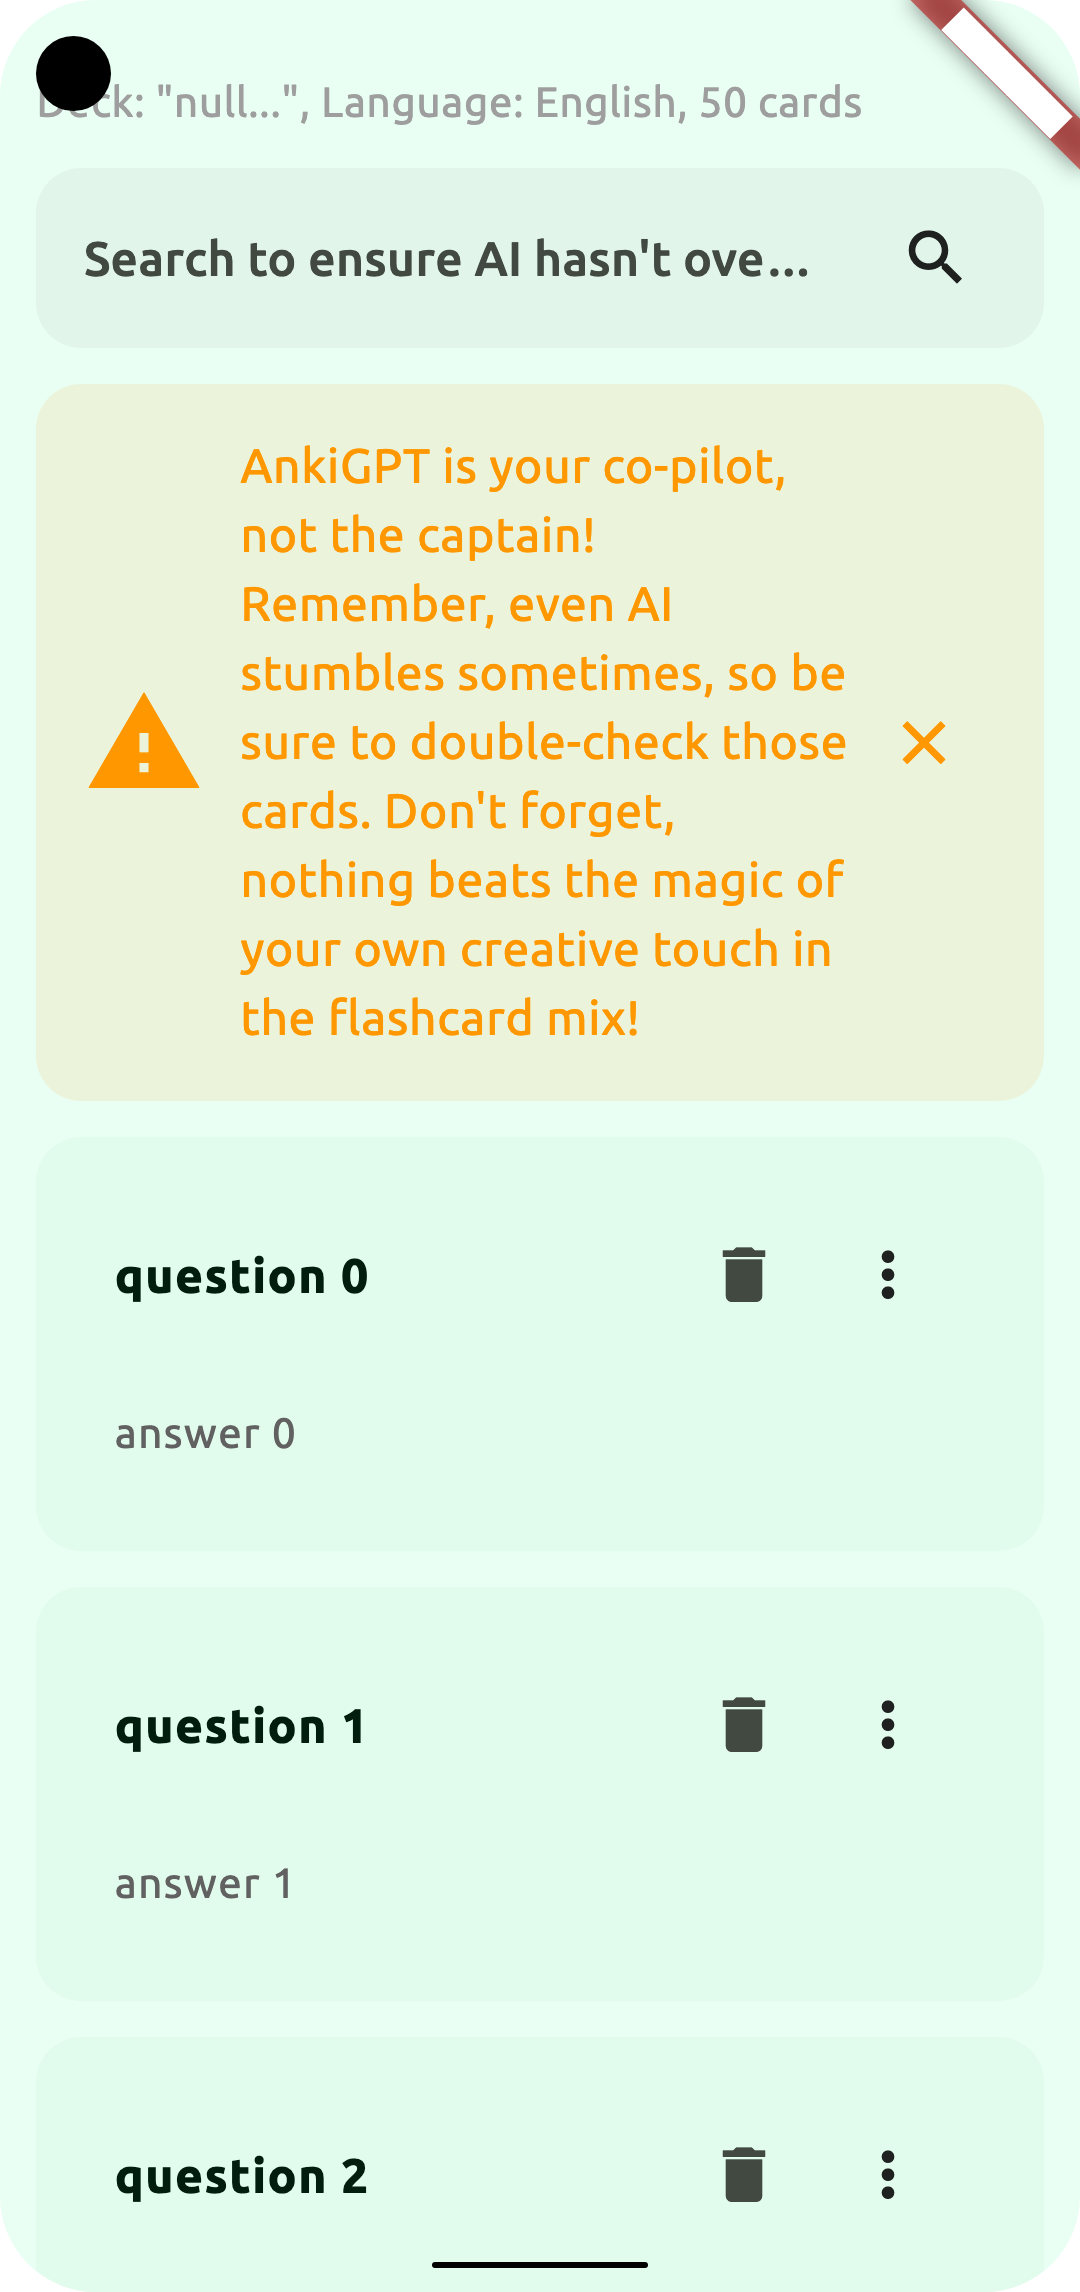 Deck: "null...", Language: English, 50 cards
Search to ensure AI hasn't ove...
AnkiGPT is your co-pilot,
not the captain!
Remember, even AI
stumbles sometimes, so be
sure to double-check those
cards. Don't forget,
nothing beats the magic of
your own creative touch in
the flashcard mix!
question 0
answer 0
question 1
answer 1
question 2